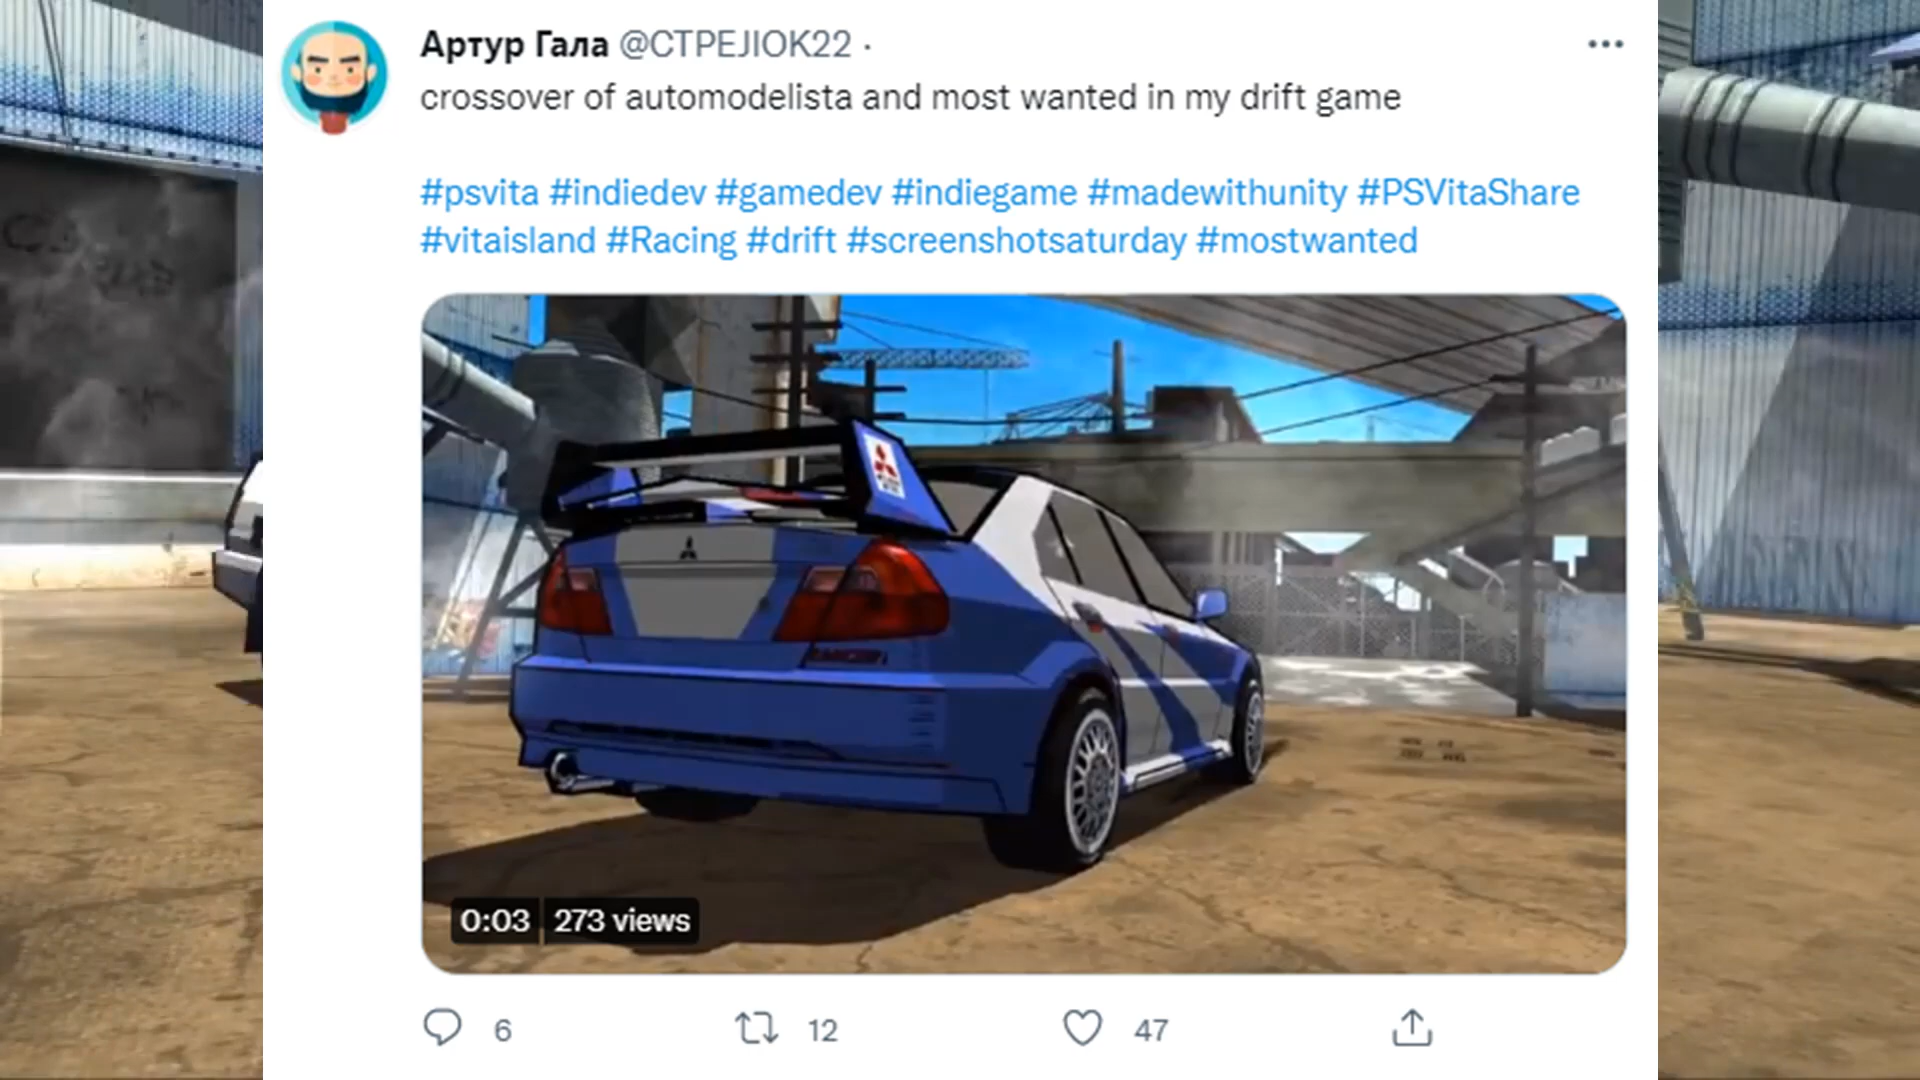 Артур Гала @CTPEJIOK22 ·
crossover of automodelista and most wanted in my drift game
#psvita #indiedev #gamedev #indiegame #madewithunity #PSVitaShare
#vitaisland #Racing #drift #screenshotsaturday #mostwanted
0:03 273 views
6 12 47